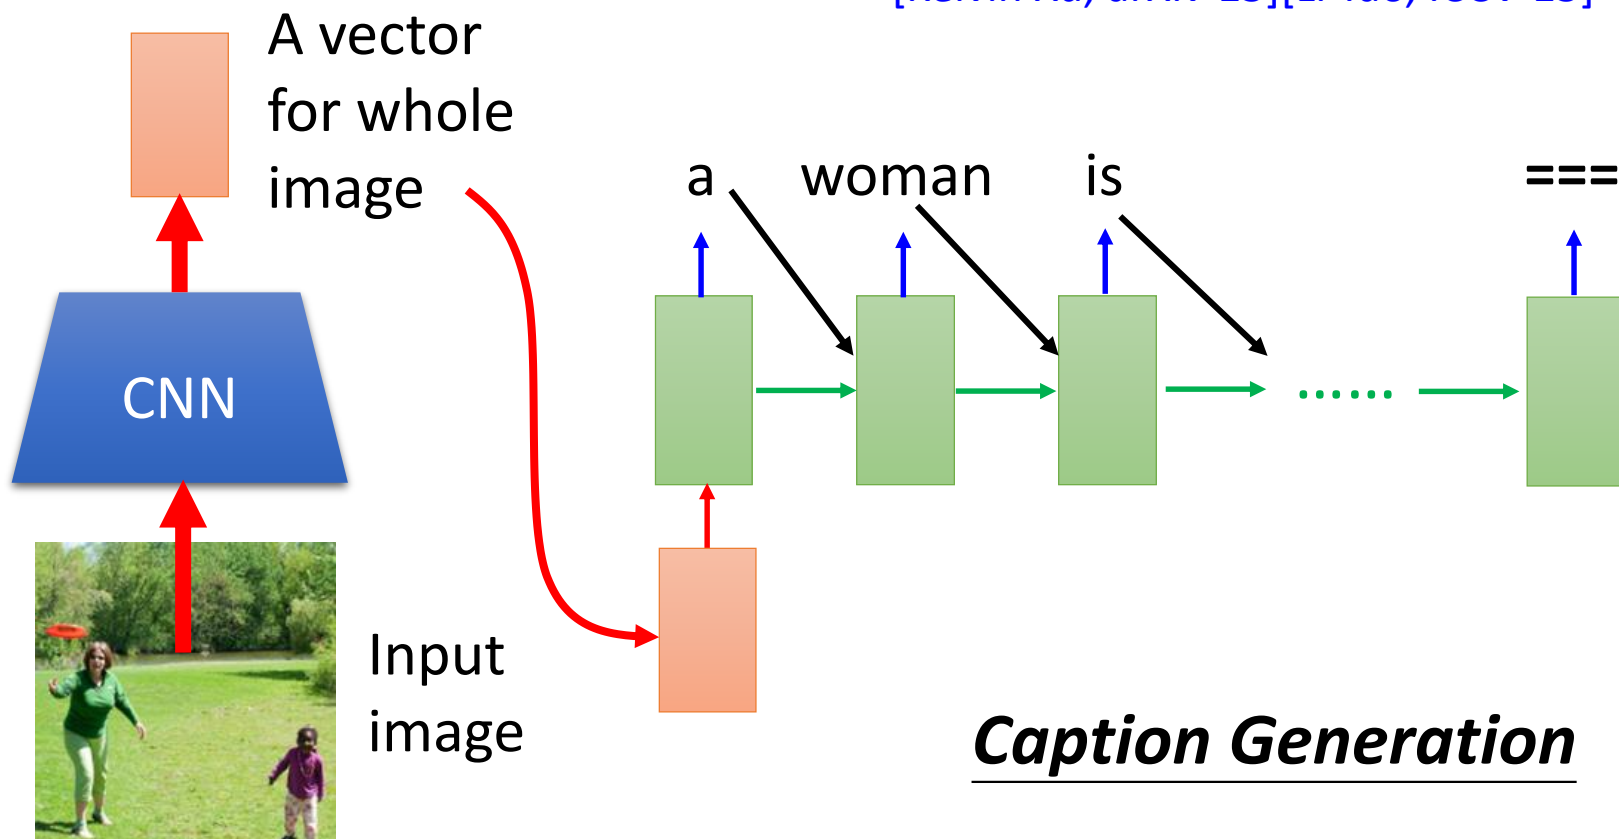 A vector
for whole
image
a woman is ===
CNN
......
Input
image
Caption Generation